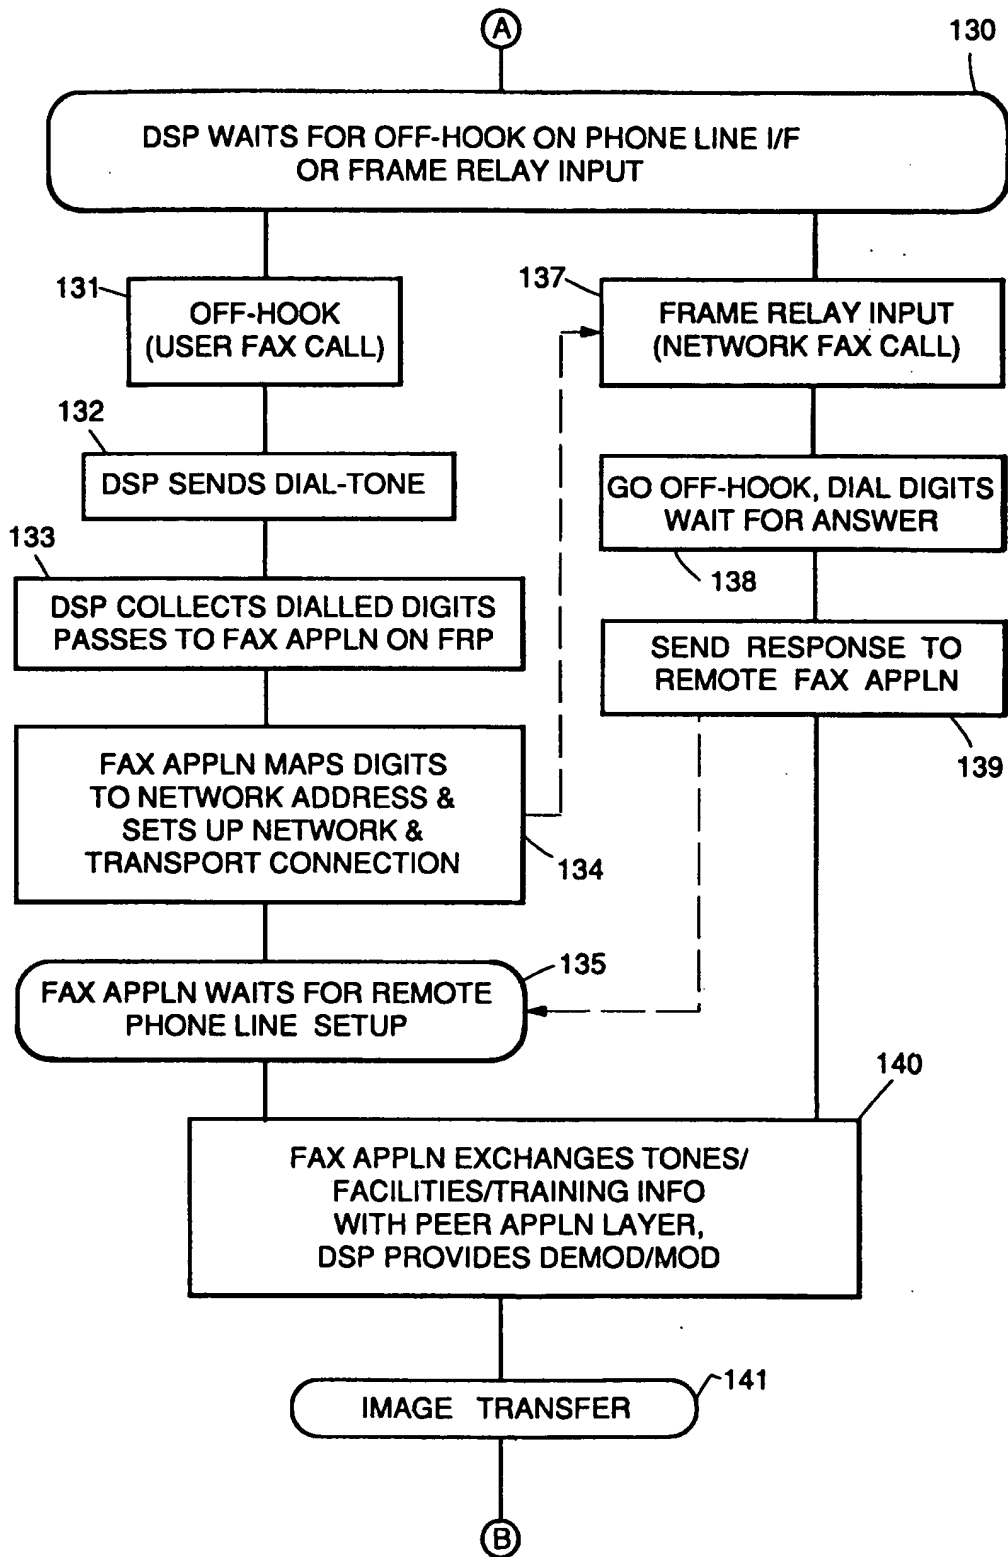 A
130
DSP WAITS FOR OFF-HOOK ON PHONE LINE I/F
OR FRAME RELAY INPUT
131
OFF-HOOK
(USER FAX CALL)
132
DSP SENDS DIAL-TONE
133
DSP COLLECTS DIALLED DIGITS
PASSES TO FAX APPLN ON FRP
FAX APPLN MAPS DIGITS
TO NETWORK ADDRESS &
SETS UP NETWORK &
TRANSPORT CONNECTION
134
FAX APPLN WAITS FOR REMOTE
PHONE LINE SETUP
135
137
FRAME RELAY INPUT
(NETWORK FAX CALL)
GO OFF-HOOK, DIAL DIGITS
WAIT FOR ANSWER
138
SEND RESPONSE TO
REMOTE FAX APPLN
139
140
FAX APPLN EXCHANGES TONES/
FACILITIES/TRAINING INFO
WITH PEER APPLN LAYER,
DSP PROVIDES DEMOD/MOD
IMAGE TRANSFER
141
B